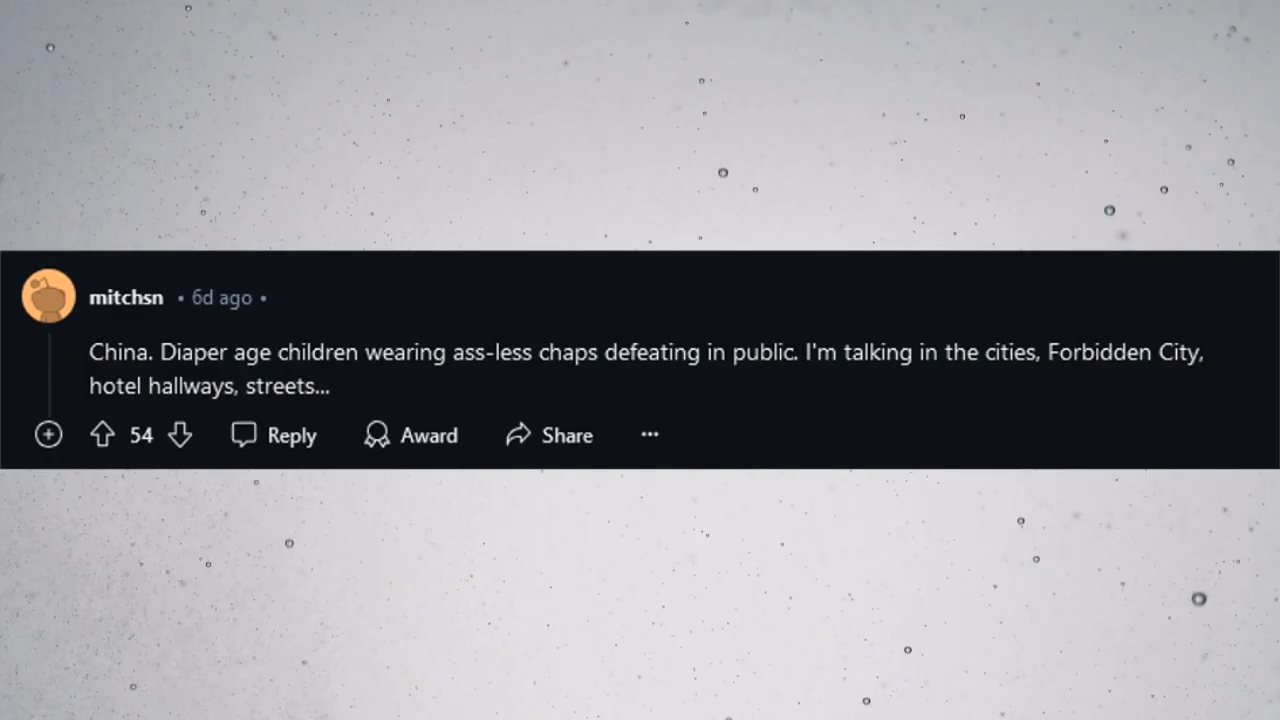 mitchsn • 6d ago •
China. Diaper age children wearing ass-less chaps defeating in public. I'm talking in the cities, Forbidden City,
hotel hallways, streets...
54 Reply Award Share ...